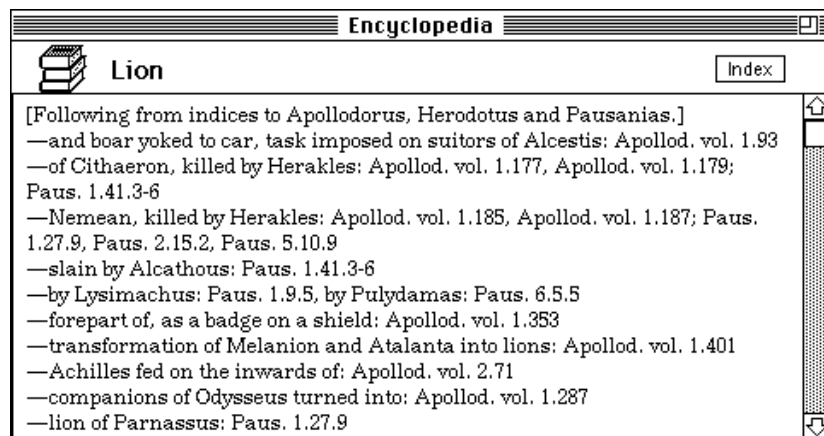 Encyclopedia
Lion
Index
[Following from indices to Apollodorus, Herodotus and Pausanias.]
—and boar yoked to car, task imposed on suitors of Alcestis: Apollod. vol. 1.93
—of Cithaeron, killed by Herakles: Apollod. vol. 1.177, Apollod. vol. 1.179;
Paus. 1.41.3-6
—Nemean, killed by Herakles: Apollod. vol. 1.185, Apollod. vol. 1.187; Paus.
1.27.9, Paus. 2.15.2, Paus. 5.10.9
—slain by Alcathous: Paus. 1.41.3-6
—by Lysimachus: Paus. 1.9.5, by Pulydamas: Paus. 6.5.5
—forepart of, as a badge on a shield: Apollod. vol. 1.353
—transformation of Melanion and Atalanta into lions: Apollod. vol. 1.401
—Achilles fed on the inwards of: Apollod. vol. 2.71
—companions of Odysseus turned into: Apollod. vol. 1.287
—lion of Parnassus: Paus. 1.27.9